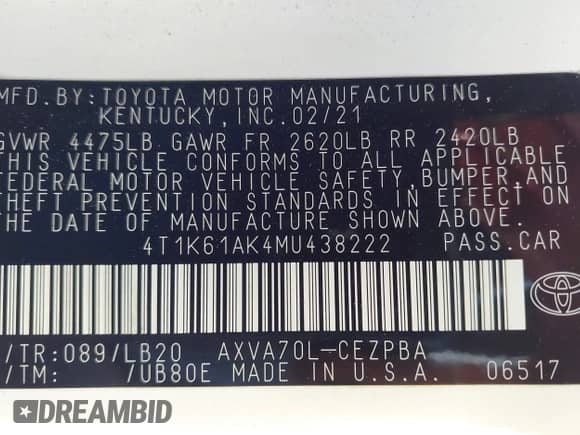 MFD. BY: TOYOTA MOTOR MANUFACTURING,
KENTUCKY, INC. 02/21
GVWR 4475LB GAWR FR 2620LB RR 2420LB
THIS VEHICLE CONFORMS TO ALL APPLICABLE
FEDERAL MOTOR VEHICLE SAFETY, BUMPER, AND
THEFT PREVENTION STANDARDS IN EFFECT ON
THE DATE OF MANUFACTURE SHOWN ABOVE.
4T1K61AK4MU438222 PASS.CAR
/TR:089/LB20 AXVA70L-CEZPBA
/TM: /UB80E MADE IN U.S.A. 06517
DREAMBID